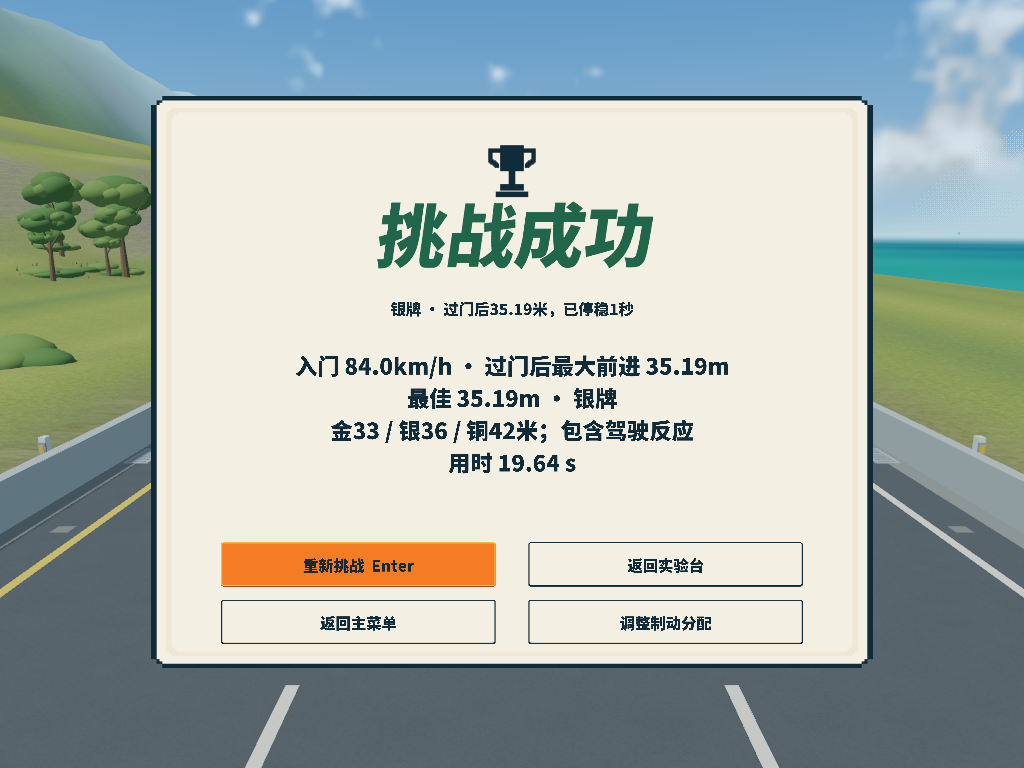 挑战成功
银牌 · 过门后35.19米，已停稳1秒
入门 84.0km/h · 过门后最大前进 35.19m
最佳 35.19m · 银牌
金33 / 银36 / 铜42米；包含驾驶反应
用时 19.64 s
重新挑战 Enter
返回实验台
返回主菜单
调整制动分配